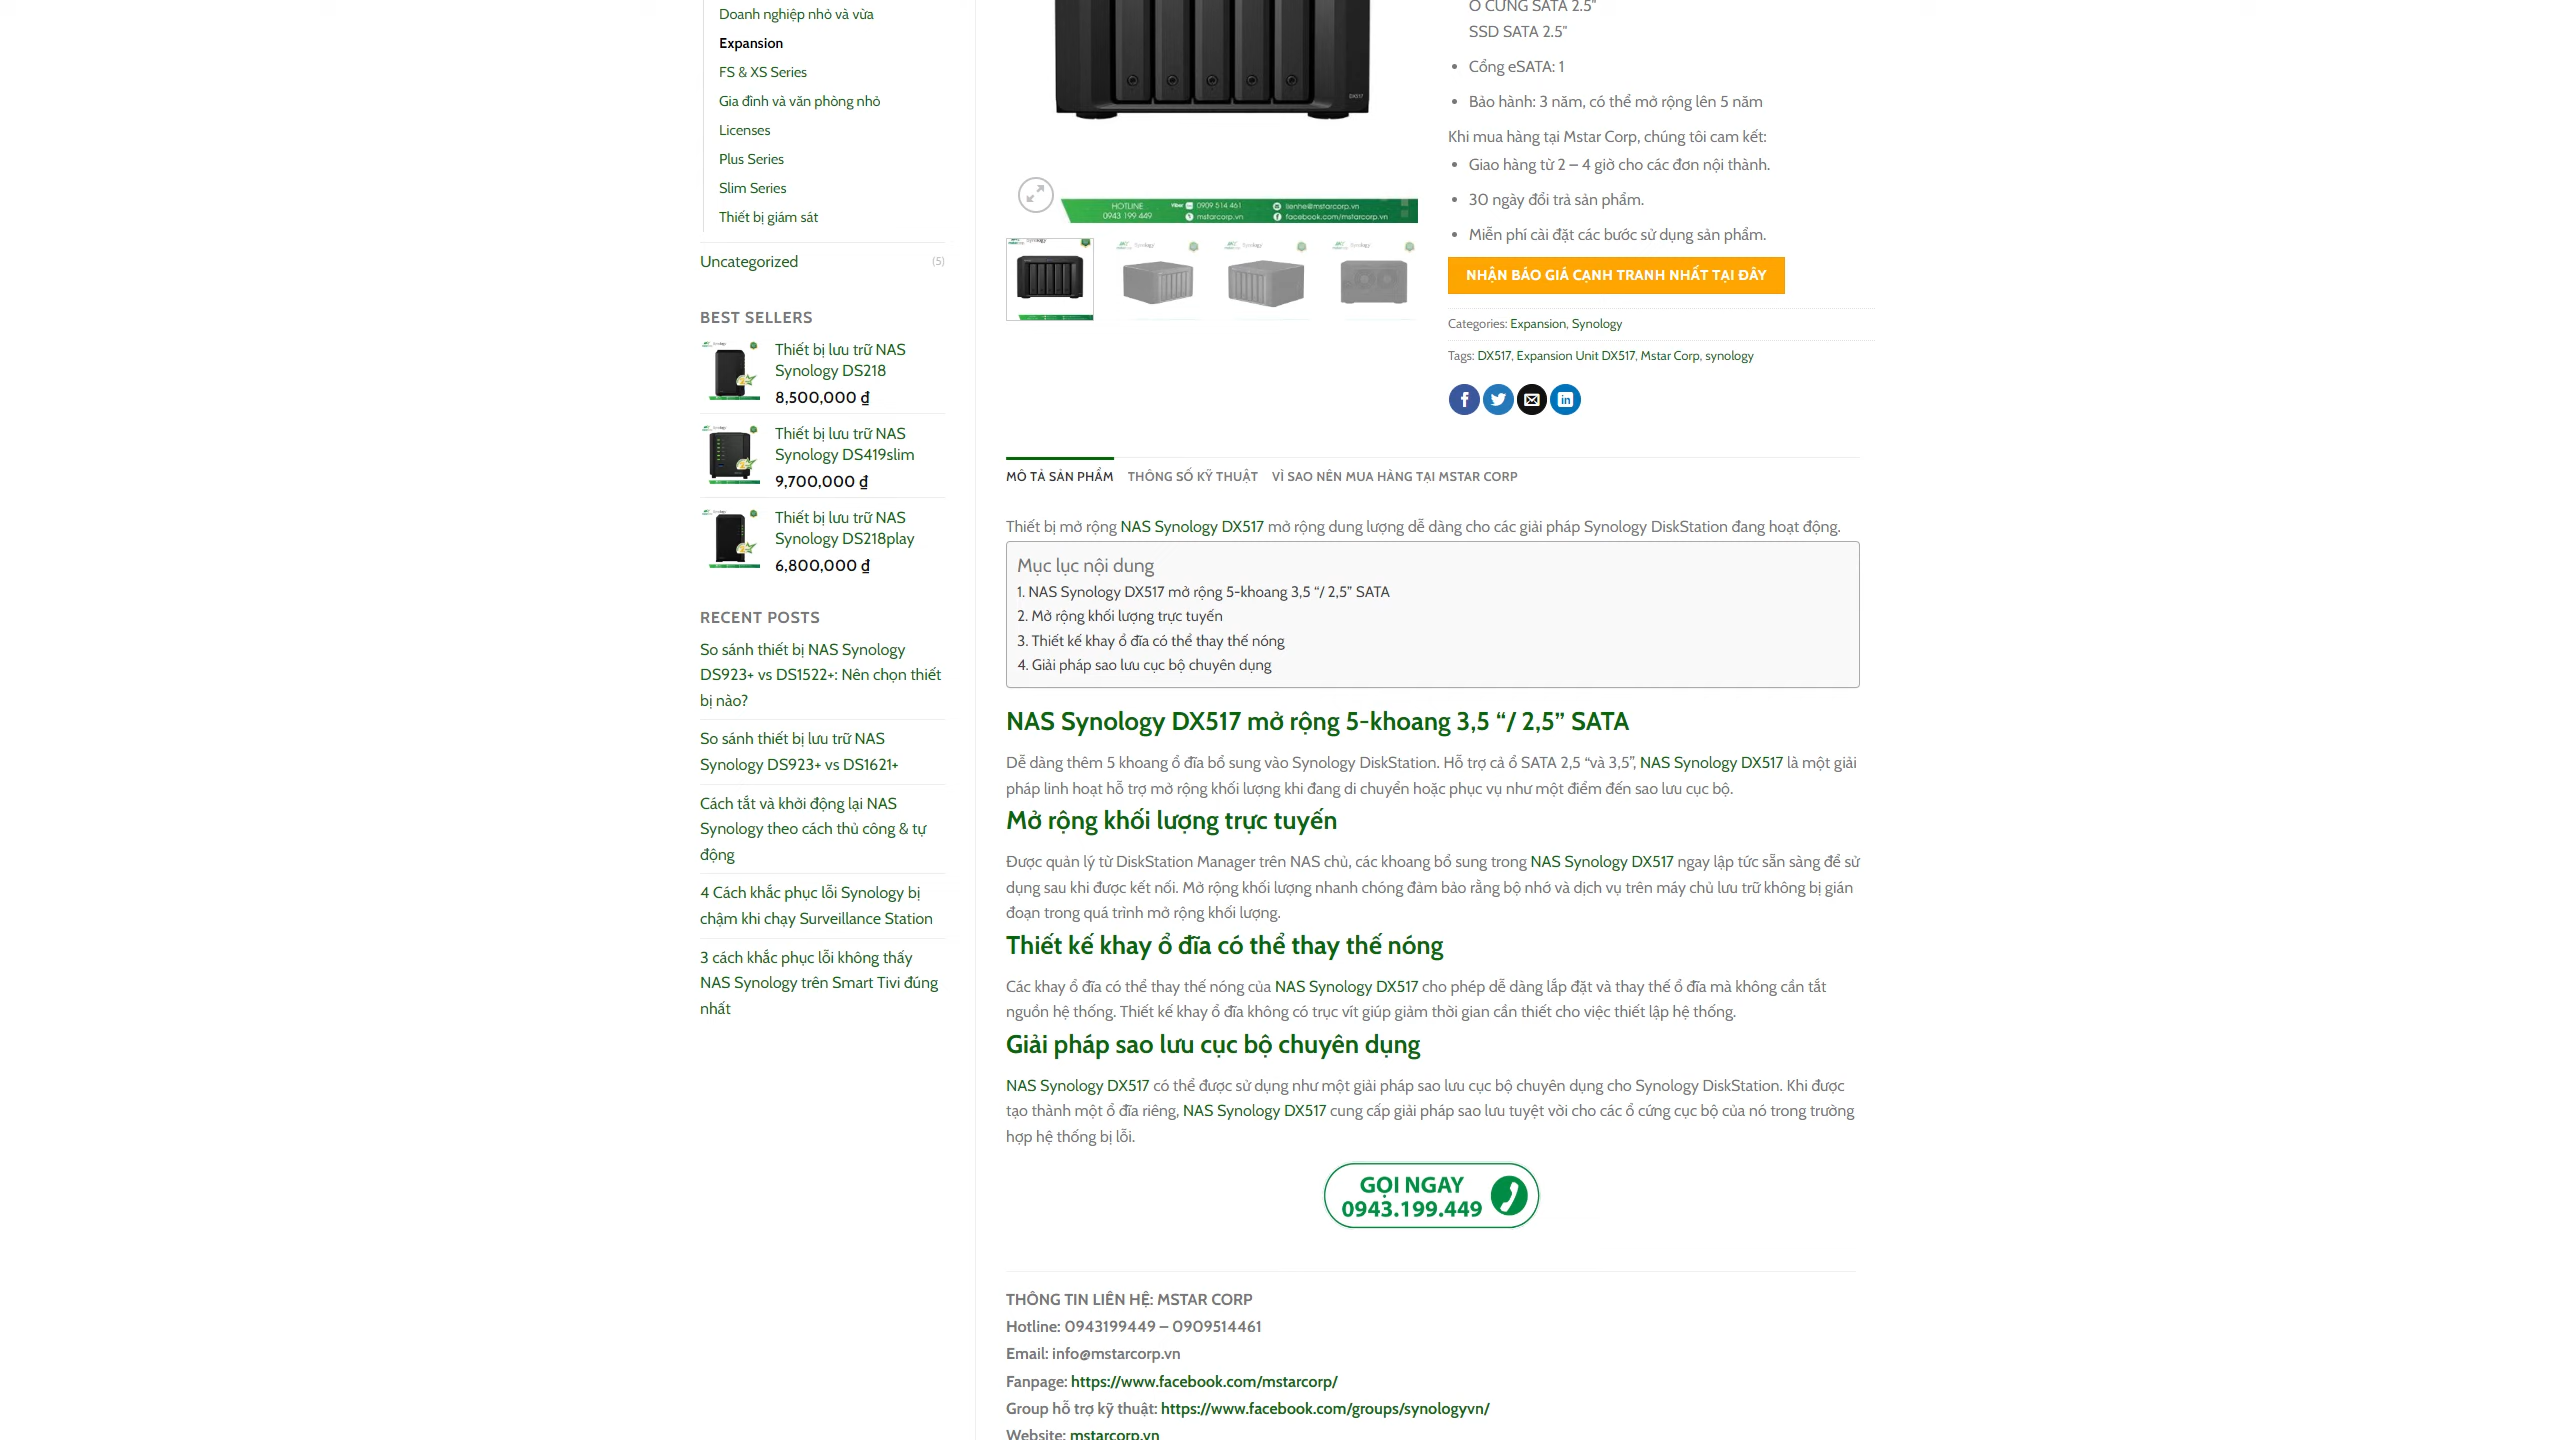 Doanh nghiệp nhỏ và vừa
Expansion
FS & XS Series
Gia đình và văn phòng nhỏ
Licenses
Plus Series
Slim Series
Thiết bị giám sát
Uncategorized (5)
BEST SELLERS
Thiết bị lưu trữ NAS
Synology DS218
8,500,000 ₫
Thiết bị lưu trữ NAS
Synology DS419slim
9,700,000 ₫
Thiết bị lưu trữ NAS
Synology DS218play
6,800,000 ₫
RECENT POSTS
So sánh thiết bị NAS Synology
DS923+ vs DS1522+: Nên chọn thiết
bị nào?
So sánh thiết bị lưu trữ NAS
Synology DS923+ vs DS1621+
Cách tắt và khởi động lại NAS
Synology theo cách thủ công & tự
động
4 Cách khắc phục lỗi Synology bị
chậm khi chạy Surveillance Station
3 cách khắc phục lỗi không thấy
NAS Synology trên Smart Tivi đúng
nhất
DX517
HOTLINE
0943 199 449
Viber
0909 514 461
mstarcorp.vn
lienhe@mstarcorp.vn
facebook.com/mstarcorp.vn
Synology
Synology
Synology
Synology
Ổ CỨNG SATA 2.5"
SSD SATA 2.5"
• Cổng eSATA: 1
• Bảo hành: 3 năm, có thể mở rộng lên 5 năm
Khi mua hàng tại Mstar Corp, chúng tôi cam kết:
• Giao hàng từ 2 – 4 giờ cho các đơn nội thành.
• 30 ngày đổi trả sản phẩm.
• Miễn phí cài đặt các bước sử dụng sản phẩm.
NHẬN BÁO GIÁ CẠNH TRANH NHẤT TẠI ĐÂY
Categories: Expansion, Synology
Tags: DX517, Expansion Unit DX517, Mstar Corp, synology
MÔ TẢ SẢN PHẨM THÔNG SỐ KỸ THUẬT VÌ SAO NÊN MUA HÀNG TẠI MSTAR CORP
Thiết bị mở rộng NAS Synology DX517 mở rộng dung lượng dễ dàng cho các giải pháp Synology DiskStation đang hoạt động.
Mục lục nội dung
1. NAS Synology DX517 mở rộng 5-khoang 3,5 “/ 2,5” SATA
2. Mở rộng khối lượng trực tuyến
3. Thiết kế khay ổ đĩa có thể thay thế nóng
4. Giải pháp sao lưu cục bộ chuyên dụng
NAS Synology DX517 mở rộng 5-khoang 3,5 “/ 2,5” SATA
Dễ dàng thêm 5 khoang ổ đĩa bổ sung vào Synology DiskStation. Hỗ trợ cả ổ SATA 2,5 “và 3,5”, NAS Synology DX517 là một giải
pháp linh hoạt hỗ trợ mở rộng khối lượng khi đang di chuyển hoặc phục vụ như một điểm đến sao lưu cục bộ.
Mở rộng khối lượng trực tuyến
Được quản lý từ DiskStation Manager trên NAS chủ, các khoang bổ sung trong NAS Synology DX517 ngay lập tức sẵn sàng để sử
dụng sau khi được kết nối. Mở rộng khối lượng nhanh chóng đảm bảo rằng bộ nhớ và dịch vụ trên máy chủ lưu trữ không bị gián
đoạn trong quá trình mở rộng khối lượng.
Thiết kế khay ổ đĩa có thể thay thế nóng
Các khay ổ đĩa có thể thay thế nóng của NAS Synology DX517 cho phép dễ dàng lắp đặt và thay thế ổ đĩa mà không cần tắt
nguồn hệ thống. Thiết kế khay ổ đĩa không có trục vít giúp giảm thời gian cần thiết cho việc thiết lập hệ thống.
Giải pháp sao lưu cục bộ chuyên dụng
NAS Synology DX517 có thể được sử dụng như một giải pháp sao lưu cục bộ chuyên dụng cho Synology DiskStation. Khi được
tạo thành một ổ đĩa riêng, NAS Synology DX517 cung cấp giải pháp sao lưu tuyệt vời cho các ổ cứng cục bộ của nó trong trường
hợp hệ thống bị lỗi.
GỌI NGAY
0943.199.449
THÔNG TIN LIÊN HỆ: MSTAR CORP
Hotline: 0943199449 – 0909514461
Email: info@mstarcorp.vn
Fanpage: https://www.facebook.com/mstarcorp/
Group hỗ trợ kỹ thuật: https://www.facebook.com/groups/synologyvn/
Website: mstarcorp.vn